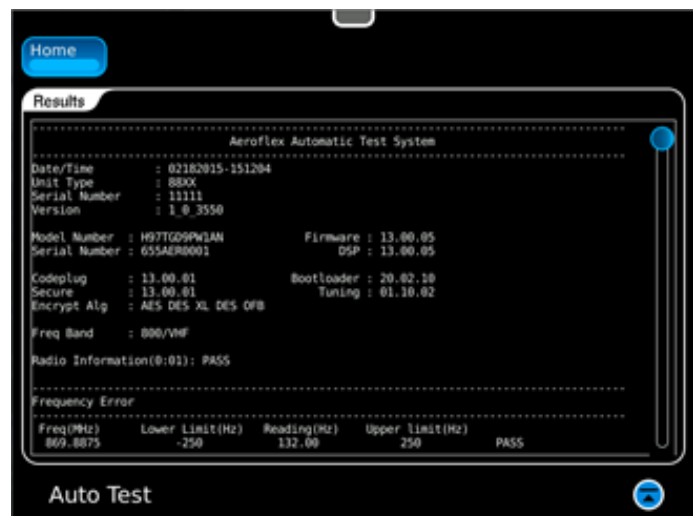 Home
Results
Aeroflex Automatic Test System
Date/Time : 02182015-151204
Unit Type : 88XX
Serial Number : 11111
Version : 1_0_3550
Model Number : H97TGD9PW1AN Firmware : 13.00.05
Serial Number : 655AER0001 DSP : 13.00.05
Codeplug : 13.00.01 Bootloader : 20.02.10
Secure : 13.00.01 Tuning : 01.10.02
Encrypt Alg : AES DES XL DES OFB
Freq Band : 800/VHF
Radio Information(0:01): PASS
Frequency Error
Freq(MHz) Lower Limit(Hz) Reading(Hz) Upper limit(Hz)
869.8875 -250 132.00 250 PASS
Auto Test